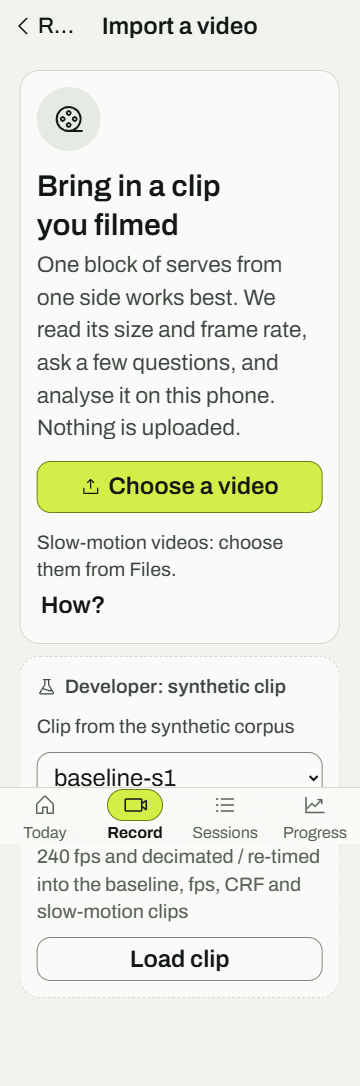 R...
Import a video
Bring in a clip
you filmed
One block of serves from
one side works best. We
read its size and frame rate,
ask a few questions, and
analyse it on this phone.
Nothing is uploaded.
Choose a video
Slow-motion videos: choose
them from Files.
How?
Developer: synthetic clip
Clip from the synthetic corpus
baseline-s1
Today
Record
Sessions
Progress
240 fps and decimated / re-timed
into the baseline, fps, CRF and
slow-motion clips
Load clip